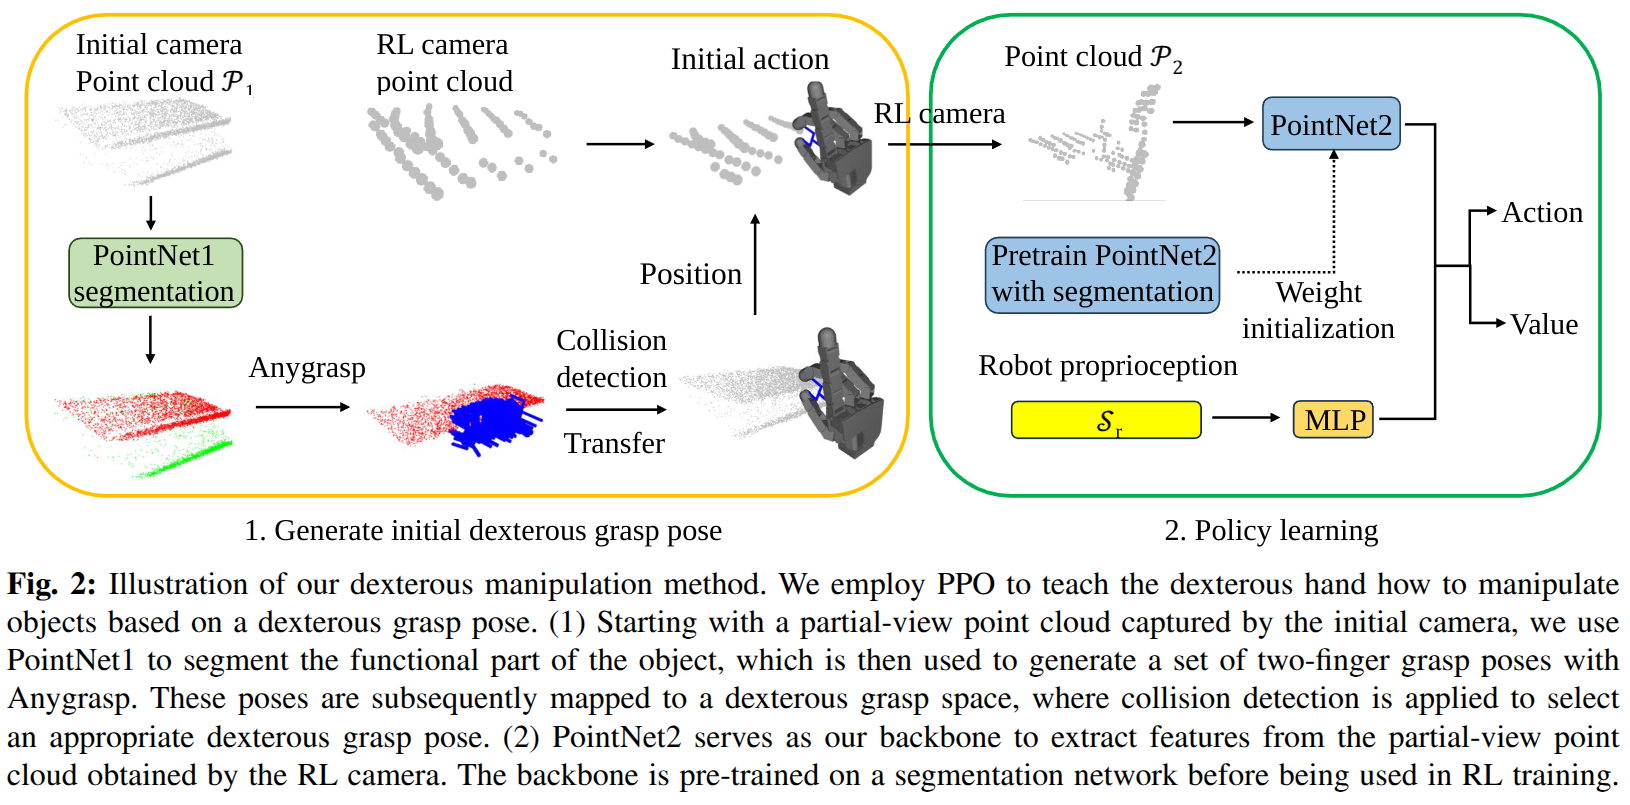 Initial camera
Point cloud 𝒫1
RL camera
point cloud
Initial action
RL camera
Point cloud 𝒫2
PointNet2
PointNet1
segmentation
Position
Pretrain PointNet2
with segmentation
Weight
initialization
Action
Value
Anygrasp
Collision
detection
Transfer
Robot proprioception
𝒮r
MLP
1. Generate initial dexterous grasp pose
2. Policy learning
Fig. 2: Illustration of our dexterous manipulation method. We employ PPO to teach the dexterous hand how to manipulate
objects based on a dexterous grasp pose. (1) Starting with a partial-view point cloud captured by the initial camera, we use
PointNet1 to segment the functional part of the object, which is then used to generate a set of two-finger grasp poses with
Anygrasp. These poses are subsequently mapped to a dexterous grasp space, where collision detection is applied to select
an appropriate dexterous grasp pose. (2) PointNet2 serves as our backbone to extract features from the partial-view point
cloud obtained by the RL camera. The backbone is pre-trained on a segmentation network before being used in RL training.